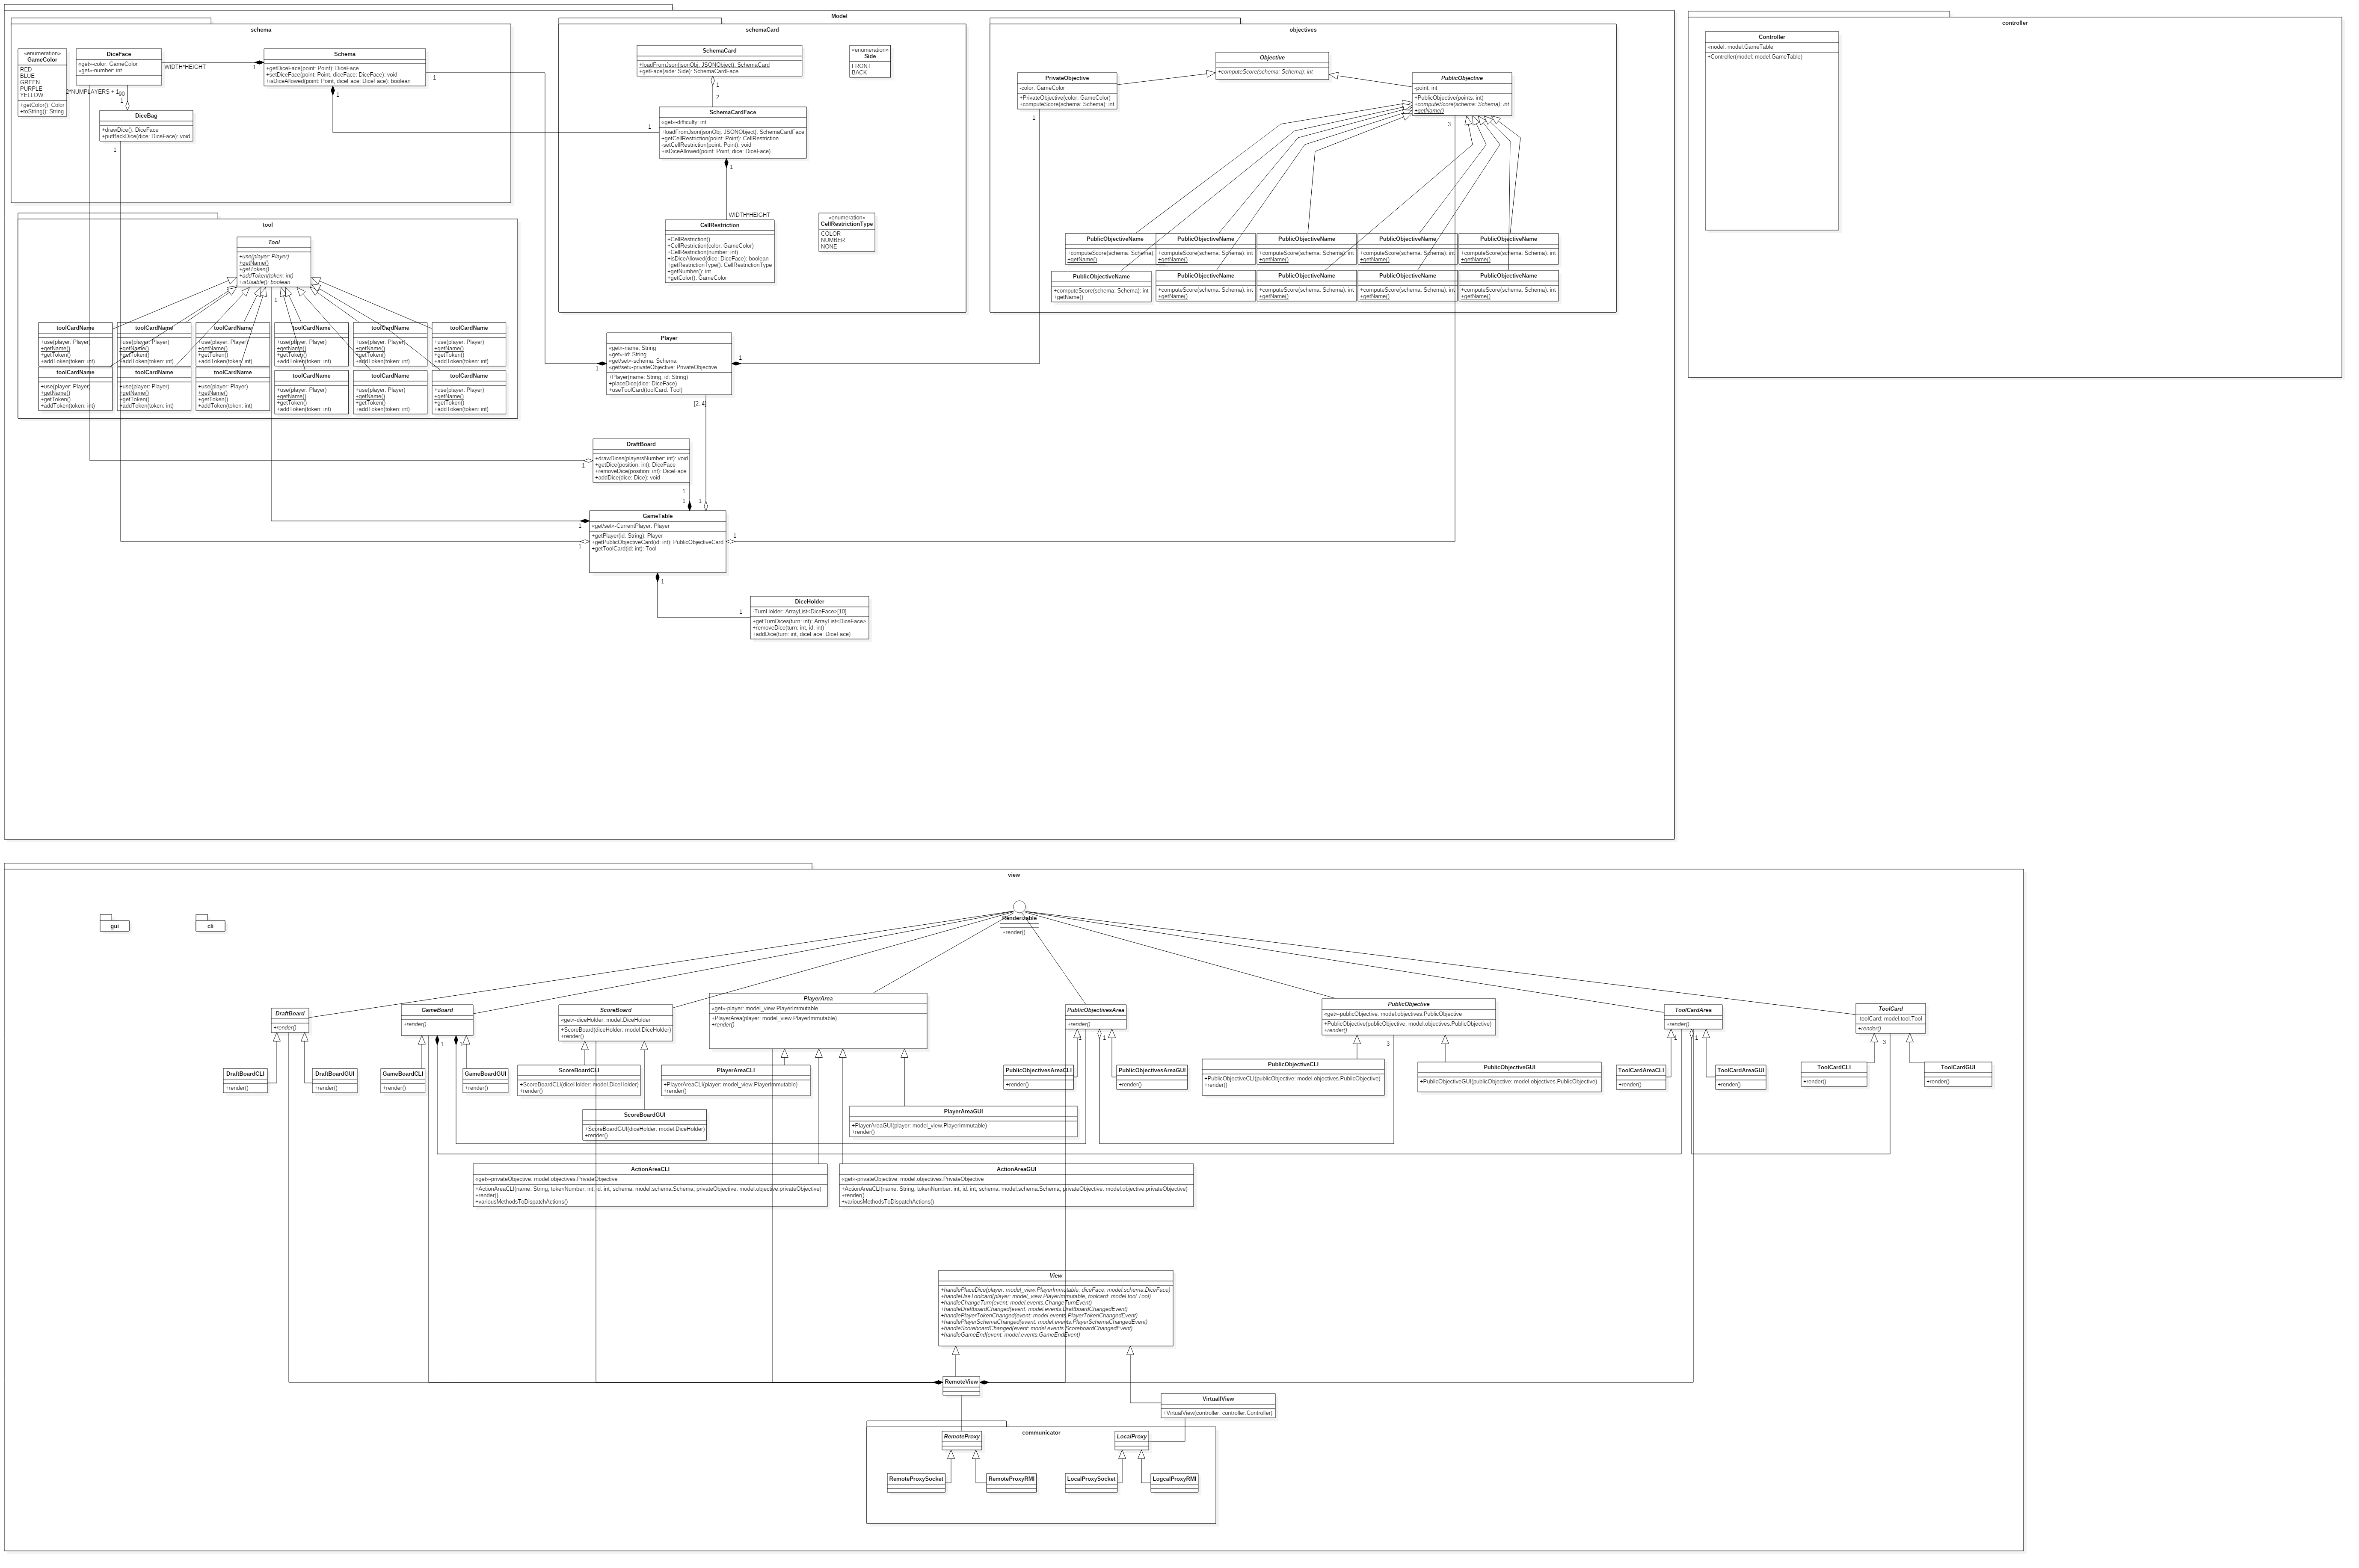 Model
schema
«enumeration»
GameColor
RED
BLUE
GREEN
PURPLE
YELLOW
+getColor(): Color
+toString(): String
DiceFace
«get»-color: GameColor
«get»-number: int
WIDTH*HEIGHT
1
Schema
+getDiceFace(point: Point): DiceFace
+setDiceFace(point: Point, diceFace: DiceFace): void
+isDiceAllowed(point: Point, diceFace: DiceFace): boolean
1
1
2*NUMPLAYERS + 1
90
1
DiceBag
+drawDice(): DiceFace
+putBackDice(dice: DiceFace): void
1
schemaCard
SchemaCard
+loadFromJson(jsonObj: JSONObject): SchemaCard
+getFace(side: Side): SchemaCardFace
1
2
«enumeration»
Side
FRONT
BACK
SchemaCardFace
«get»-difficulty: int
+loadFromJson(jsonObj: JSONObject): SchemaCardFace
+getCellRestriction(point: Point): CellRestriction
-setCellRestriction(point: Point): void
+isDiceAllowed(point: Point, dice: DiceFace)
1
1
WIDTH*HEIGHT
CellRestriction
+CellRestriction()
+CellRestriction(color: GameColor)
+CellRestriction(number: int)
+isDiceAllowed(dice: DiceFace): boolean
+getRestrictionType(): CellRestrictionType
+getNumber(): int
+getColor(): GameColor
«enumeration»
CellRestrictionType
COLOR
NUMBER
NONE
objectives
Objective
+computeScore(schema: Schema): int
PrivateObjective
-color: GameColor
+PrivateObjective(color: GameColor)
+computeScore(schema: Schema): int
1
PublicObjective
-point: int
+PublicObjective(points: int)
+computeScore(schema: Schema): int
+getName()
3
PublicObjectiveName
+computeScore(schema: Schema)
+getName()
PublicObjectiveName
+computeScore(schema: Schema): int
+getName()
PublicObjectiveName
+computeScore(schema: Schema): int
+getName()
PublicObjectiveName
+computeScore(schema: Schema): int
+getName()
PublicObjectiveName
+computeScore(schema: Schema): int
+getName()
PublicObjectiveName
+computeScore(schema: Schema): int
+getName()
PublicObjectiveName
+computeScore(schema: Schema): int
+getName()
PublicObjectiveName
+computeScore(schema: Schema): int
+getName()
PublicObjectiveName
+computeScore(schema: Schema): int
+getName()
PublicObjectiveName
+computeScore(schema: Schema): int
+getName()
controller
Controller
-model: model.GameTable
+Controller(model: model.GameTable)
tool
Tool
+use(player: Player)
+getName()
+getToken()
+addToken(token: int)
+isUsable(): boolean
1
toolCardName
+use(player: Player)
+getName()
+getToken()
+addToken(token: int)
toolCardName
+use(player: Player)
+getName()
+getToken()
+addToken(token: int)
toolCardName
+use(player: Player)
+getName()
+getToken()
+addToken(token: int)
toolCardName
+use(player: Player)
+getName()
+getToken()
+addToken(token: int)
toolCardName
+use(player: Player)
+getName()
+getToken()
+addToken(token: int)
toolCardName
+use(player: Player)
+getName()
+getToken()
+addToken(token: int)
toolCardName
+use(player: Player)
+getName()
+getToken()
+addToken(token: int)
toolCardName
+use(player: Player)
+getName()
+getToken()
+addToken(token: int)
toolCardName
+use(player: Player)
+getName()
+getToken()
+addToken(token: int)
toolCardName
+use(player: Player)
+getName()
+getToken()
+addToken(token: int)
toolCardName
+use(player: Player)
+getName()
+getToken()
+addToken(token: int)
toolCardName
+use(player: Player)
+getName()
+getToken()
+addToken(token: int)
Player
«get»-name: String
«get»-id: String
«get/set»-schema: Schema
«get/set»-privateObjective: PrivateObjective
+Player(name: String, id: String)
+placeDice(dice: DiceFace)
+useToolCard(toolCard: Tool)
1
1
[2..4]
DraftBoard
+drawDices(playersNumber: int): void
+getDice(position: int): DiceFace
+removeDice(position: int): DiceFace
+addDice(dice: Dice): void
1
1
1
1
GameTable
«get/set»-CurrentPlayer: Player
+getPlayer(id: String): Player
+getPublicObjectiveCard(id: int): PublicObjectiveCard
+getToolCard(id: int): Tool
1
1
1
1
1
DiceHolder
-TurnHolder: ArrayList<DiceFace>[10]
+getTurnDices(turn: int) ArrayList<DiceFace>
+removeDice(turn: int, id: int)
+addDice(turn: int, diceFace: DiceFace)
view
gui
cli
Renderizable
+render()
DraftBoard
+render()
GameBoard
+render()
1
1
ScoreBoard
«get»-diceHolder: model.DiceHolder
+ScoreBoard(diceHolder: model.DiceHolder)
+render()
PlayerArea
«get»-player: model_view.PlayerImmutable
+PlayerArea(player: model_view.PlayerImmutable)
+render()
PublicObjectivesArea
+render()
1
1
PublicObjective
«get»-publicObjective: model.objectives.PublicObjective
+PublicObjective(publicObjective: model.objectives.PublicObjective)
+render()
3
ToolCardArea
+render()
1
1
ToolCard
-toolCard: model.tool.Tool
+render()
3
DraftBoardCLI
+render()
DraftBoardGUI
+render()
GameBoardCLI
+render()
GameBoardGUI
+render()
ScoreBoardCLI
+ScoreBoardCLI(diceHolder: model.DiceHolder)
+render()
PlayerAreaCLI
+PlayerAreaCLI(player: model_view.PlayerImmutable)
+render()
PublicObjectivesAreaCLI
+render()
PublicObjectivesAreaGUI
+render()
PublicObjectiveCLI
+PublicObjectiveCLI(publicObjective: model.objectives.PublicObjective)
+render()
PublicObjectiveGUI
+PublicObjectiveGUI(publicObjective: model.objectives.PublicObjective)
ToolCardAreaCLI
+render()
ToolCardAreaGUI
+render()
ToolCardCLI
+render()
ToolCardGUI
+render()
ScoreBoardGUI
+ScoreBoardGUI(diceHolder: model.DiceHolder)
+render()
PlayerAreaGUI
+PlayerAreaGUI(player: model_view.PlayerImmutable)
+render()
ActionAreaCLI
«get»-privateObjective: model.objectives.PrivateObjective
+ActionAreaCLI(name: String, tokenNumber: int, id: int, schema: model.schema.Schema, privateObjective: model.objective.privateObjective)
+render()
+variousMethodsToDispatchActions()
ActionAreaGUI
«get»-privateObjective: model.objectives.PrivateObjective
+ActionAreaCLI(name: String, tokenNumber: int, id: int, schema: model.schema.Schema, privateObjective: model.objective.privateObjective)
+render()
+variousMethodsToDispatchActions()
View
+handlePlaceDice(player: model_view.PlayerImmutable, diceFace: model.schema.DiceFace)
+handleUseToolcard(player: model_view.PlayerImmutable, toolcard: model.tool.Tool)
+handleChangeTurn(event: model.events.ChangeTurnEvent)
+handleDraftboardChanged(event: model.events.DraftboardChangedEvent)
+handlePlayerTokenChanged(event: model.events.PlayerTokenChangedEvent)
+handlePlayerSchemaChanged(event: model.events.PlayerSchemaChangedEvent)
+handleScoreboardChanged(event: model.events.ScoreboardChangedEvent)
+handleGameEnd(event: model.events.GameEndEvent)
RemoteView
VirtuallView
+VirtualView(controller: controller.Controller)
communicator
RemoteProxy
LocalProxy
RemoteProxySocket
RemoteProxyRMI
LocalProxySocket
LogcalProxyRMI